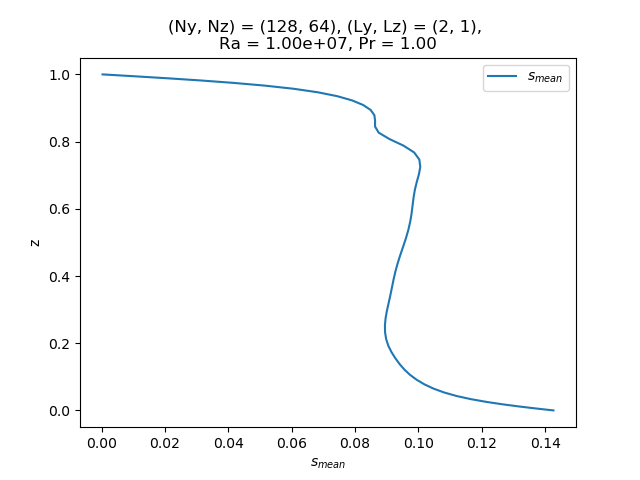 (Ny, Nz) = (128, 64), (Ly, Lz) = (2, 1),
Ra = 1.00e+07, Pr = 1.00
s_mean
1.0
0.8
0.6
0.4
0.2
0.0
z
0.00 0.02 0.04 0.06 0.08 0.10 0.12 0.14
s_mean